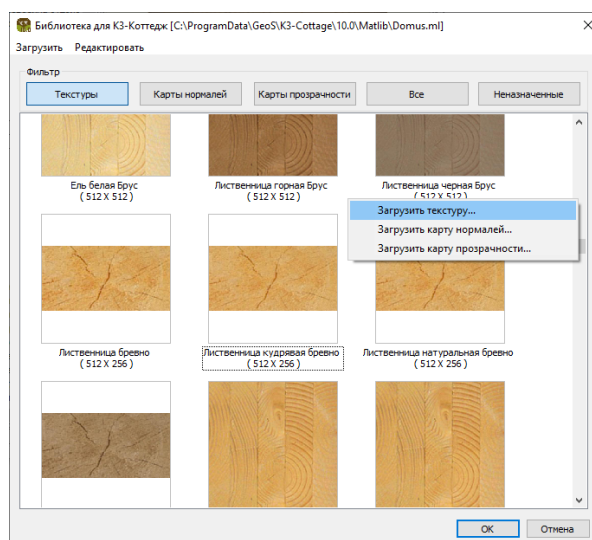 Библиотека для К3-Коттедж [C:\ProgramData\GeoS\K3-Cottage\10.0\Matlib\Domus.ml]
Загрузить Редактировать
Фильтр
Текстуры Карты нормалей Карты прозрачности Все Неназначенные
Ель белая Брус Лиственница горная Брус Лиственница черная Брус
( 512 X 512 ) ( 512 X 512 ) ( 512 X 512 )
Загрузить текстуру...
Загрузить карту нормалей...
Загрузить карту прозрачности...
Лиственница бревно Лиственница кудрявая бревно Лиственница натуральная бревно
( 512 X 256 ) ( 512 X 256 ) ( 512 X 256 )
OK Отмена